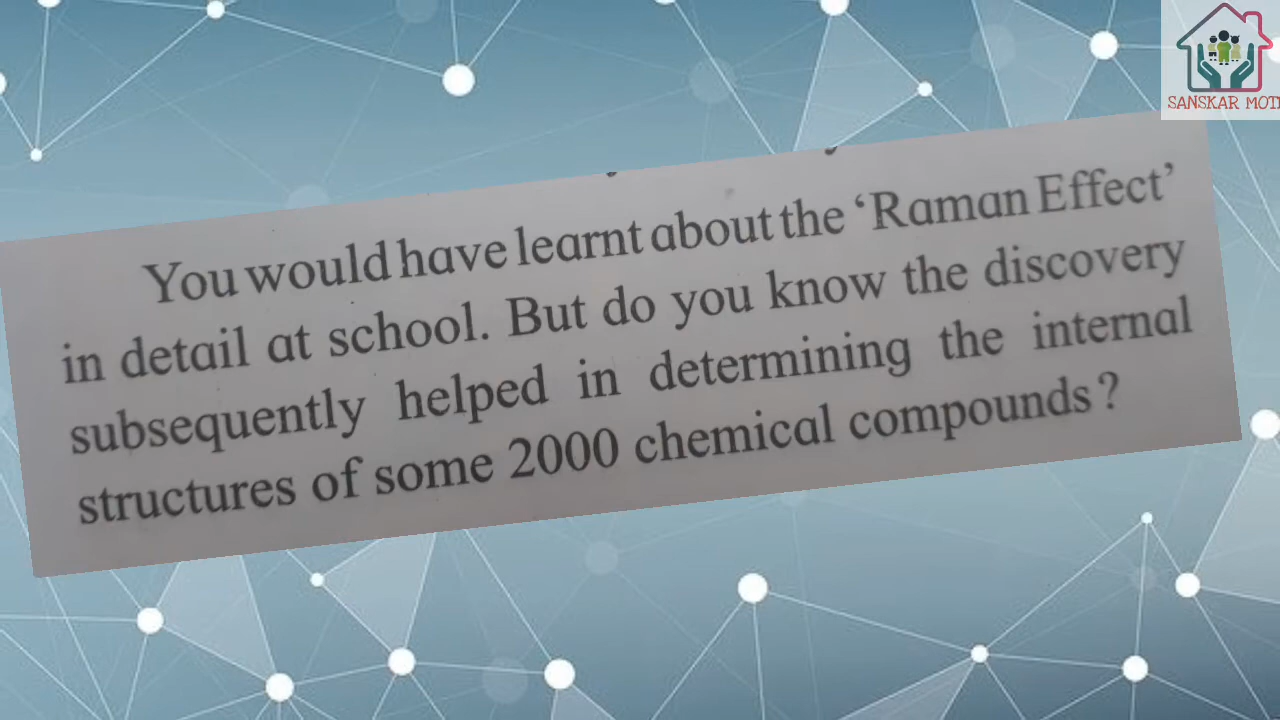 SANSKAR MOTI
You would have learnt about the ‘Raman Effect’
in detail at school. But do you know the discovery
subsequently helped in determining the internal
structures of some 2000 chemical compounds?